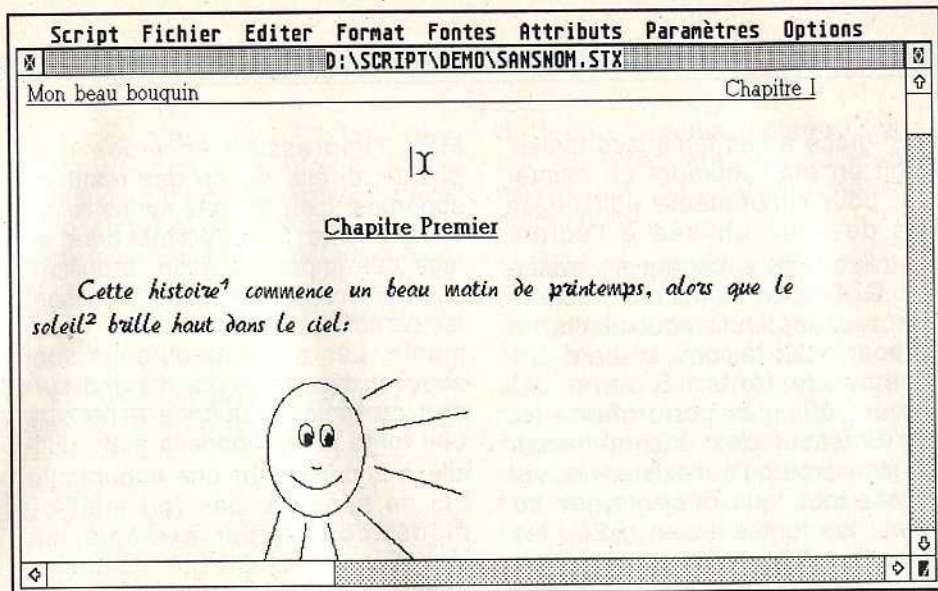 Script Fichier Editer Format Fontes Attributs Paramètres Options
D:\SCRIPT\DEMO\SANSNOM.STX
Mon beau bouquin Chapitre I
Chapitre Premier
Cette histoire¹ commence un beau matin de printemps, alors que le
soleil² brille haut dans le ciel: